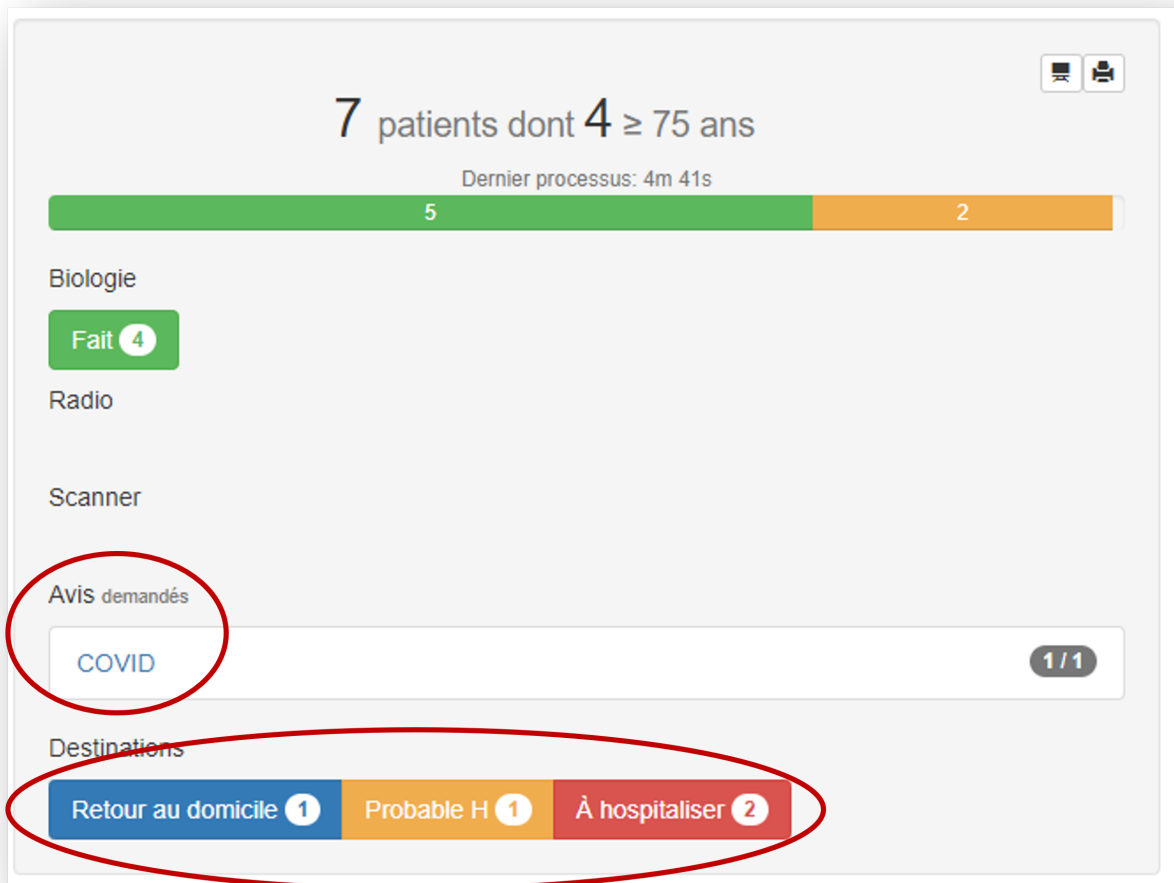 7 patients dont 4 ≥ 75 ans
Dernier processus: 4m 41s
5 2
Biologie
Fait 4
Radio
Scanner
Avis demandés
COVID 1 / 1
Destinations
Retour au domicile 1 Probable H 1 À hospitaliser 2